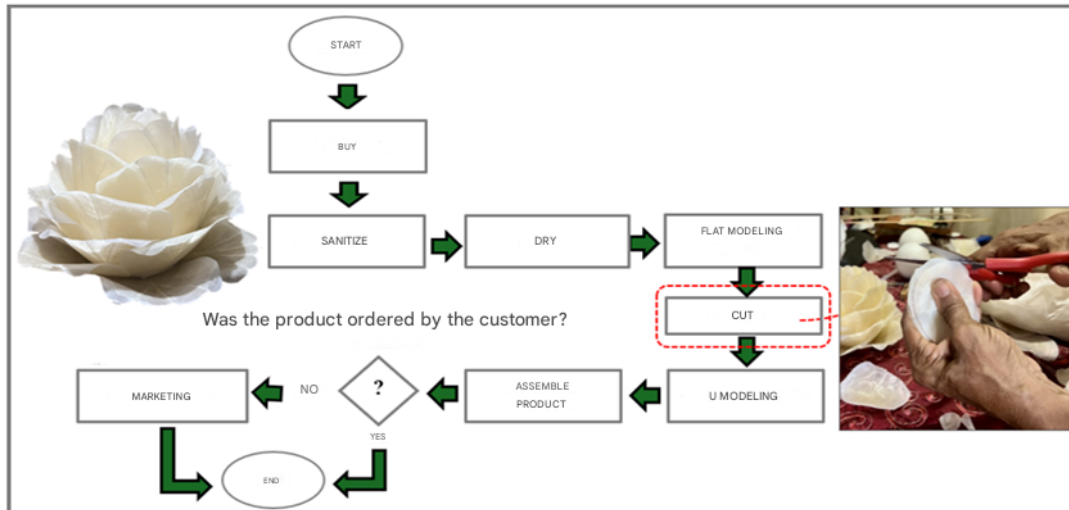 START
BUY
SANITIZE
DRY
FLAT MODELING
CUT
Was the product ordered by the customer?
MARKETING
NO
?
ASSEMBLE
PRODUCT
U MODELING
YES
END